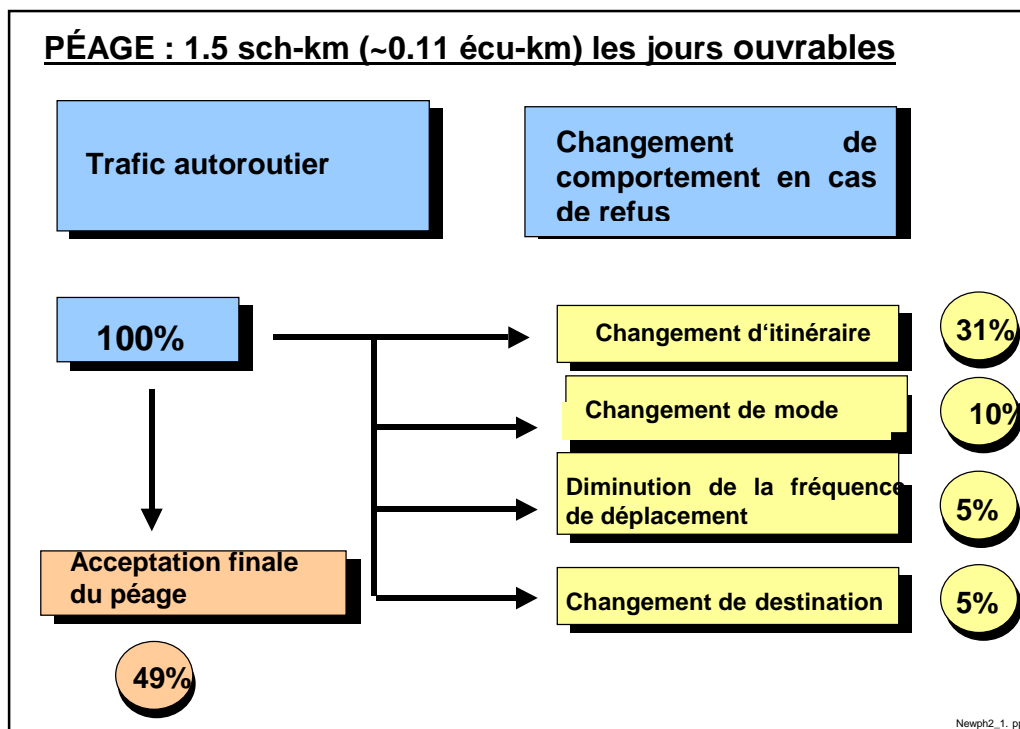 PÉAGE : 1.5 sch-km (~0.11 écu-km) les jours ouvrables
Trafic autoroutier
Changement de
comportement en cas
de refus
100%
Changement d‘itinéraire
31%
Changement de mode
10%
Diminution de la fréquence
de déplacement
5%
Changement de destination
5%
Acceptation finale
du péage
49%
Newph2_1. pp